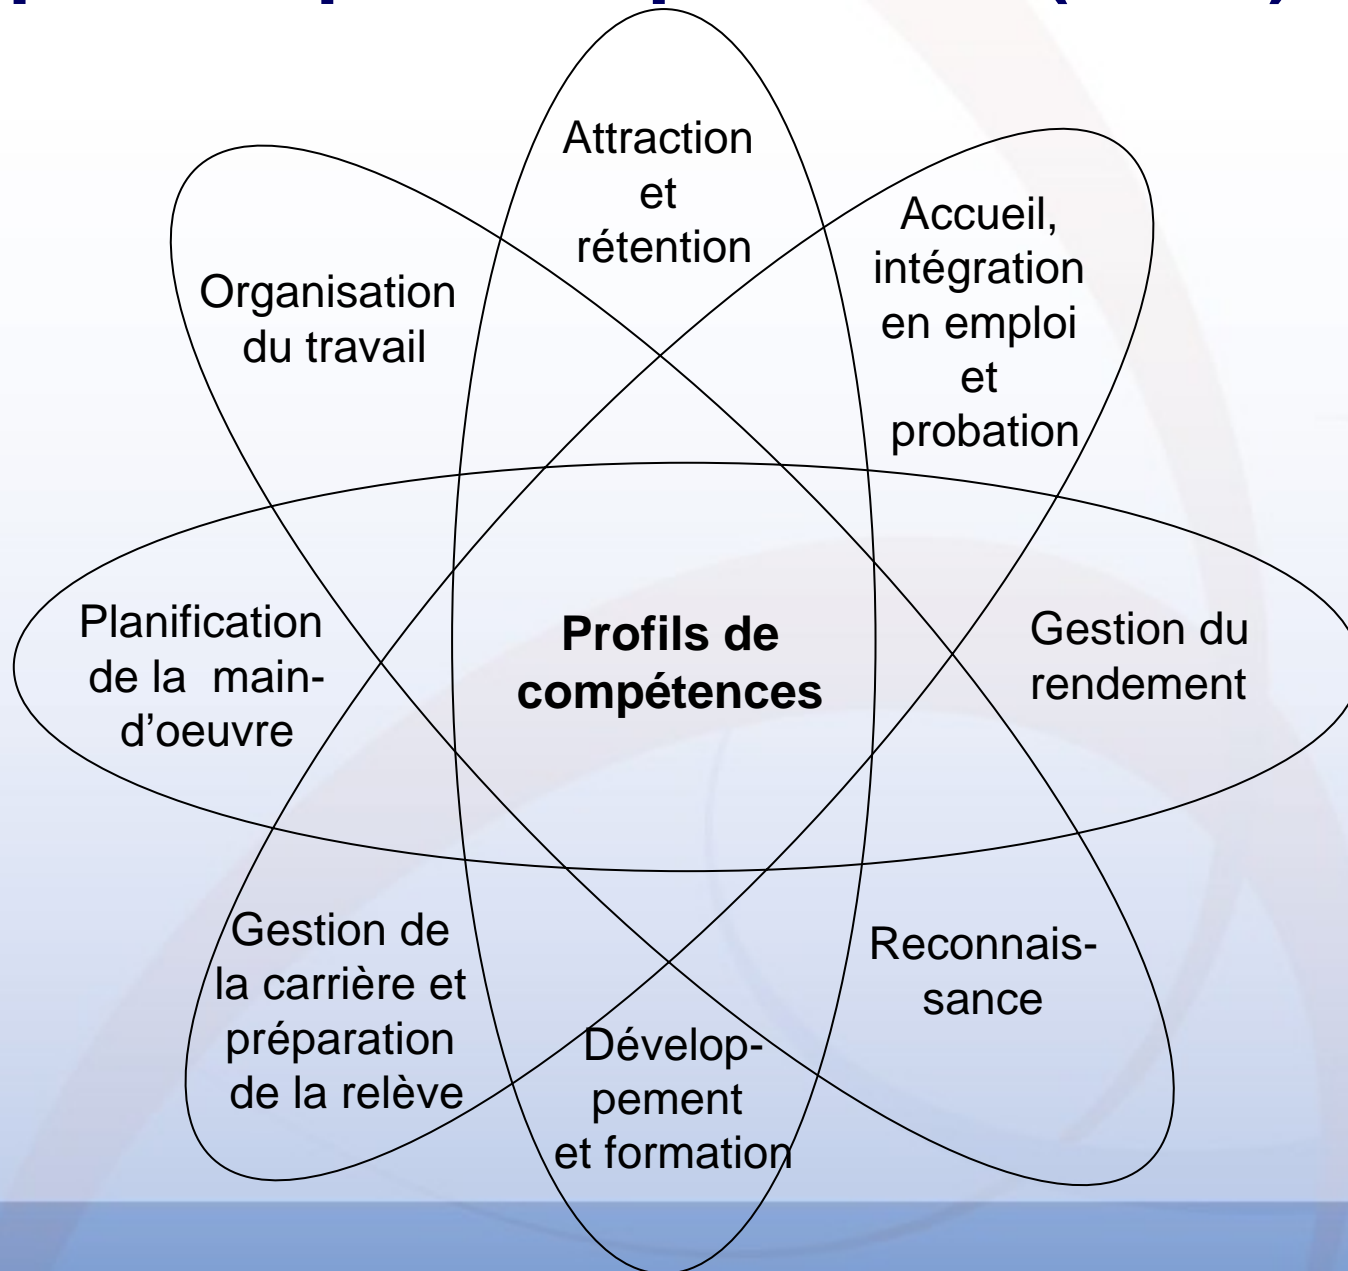 Attraction
et
rétention
Accueil,
intégration
en emploi
et
probation
Organisation
du travail
Profils de
compétences
Gestion du
rendement
Planification
de la main-
d’oeuvre
Reconnais-
sance
Gestion de
la carrière et
préparation
de la relève
Dévelop-
pement
et formation